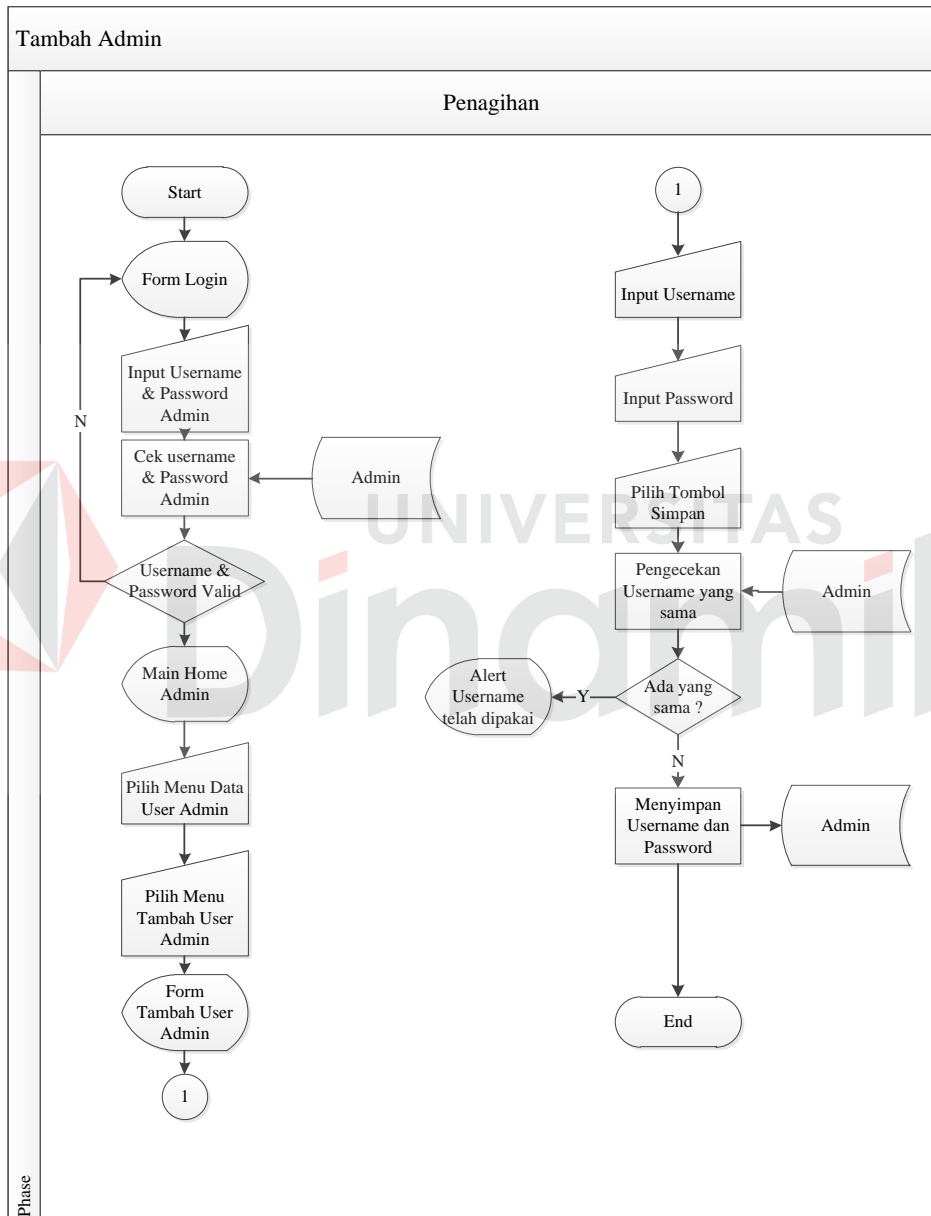 Tambah Admin
Penagihan
Phase
Start
Form Login
Input Username
& Password
Admin
Cek username
& Password
Admin
Admin
Username &
Password Valid
N
Main Home
Admin
Pilih Menu Data
User Admin
Pilih Menu
Tambah User
Admin
Form
Tambah User
Admin
1
1
Input Username
Input Password
Pilih Tombol
Simpan
Pengecekan
Username yang
sama
Admin
Ada yang
sama ?
Y
Alert
Username
telah dipakai
N
Menyimpan
Username dan
Password
Admin
End
UNIVERSITAS